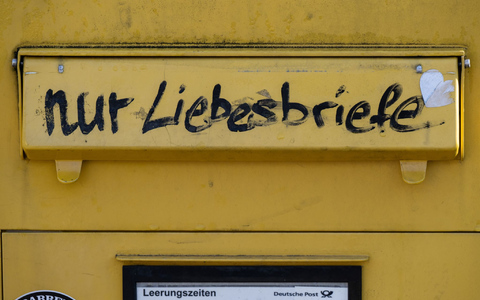 nur Liebesbriefe
Leerungszeiten Deutsche Post